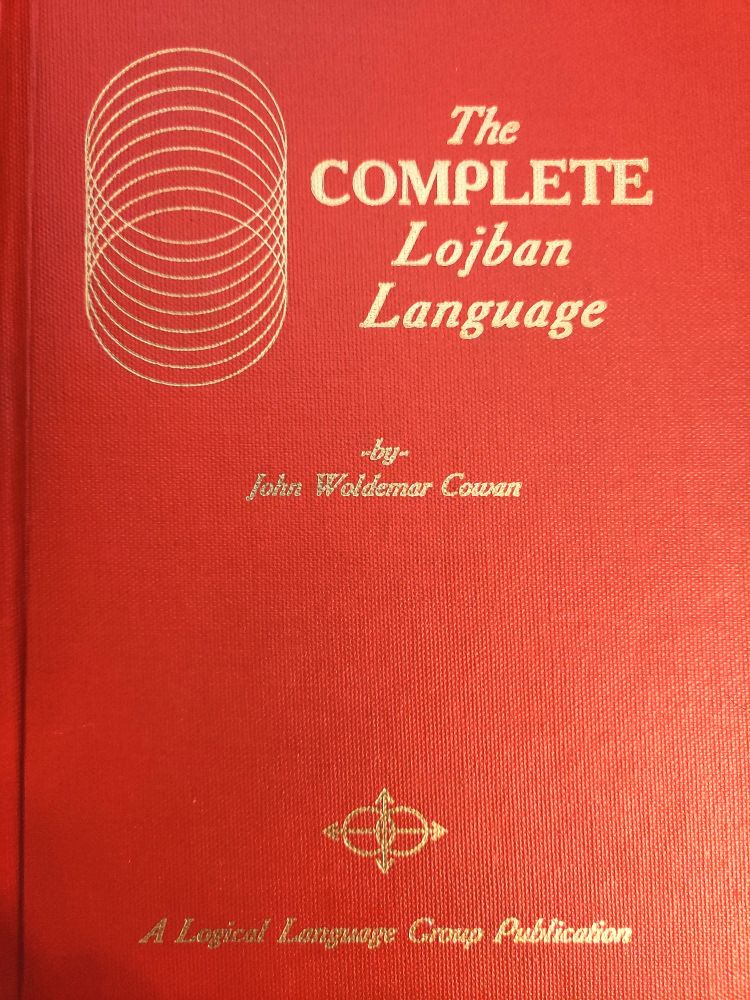 The
COMPLETE
Lojban
Language
-by-
John Woldemar Cowan
A Logical Language Group Publication